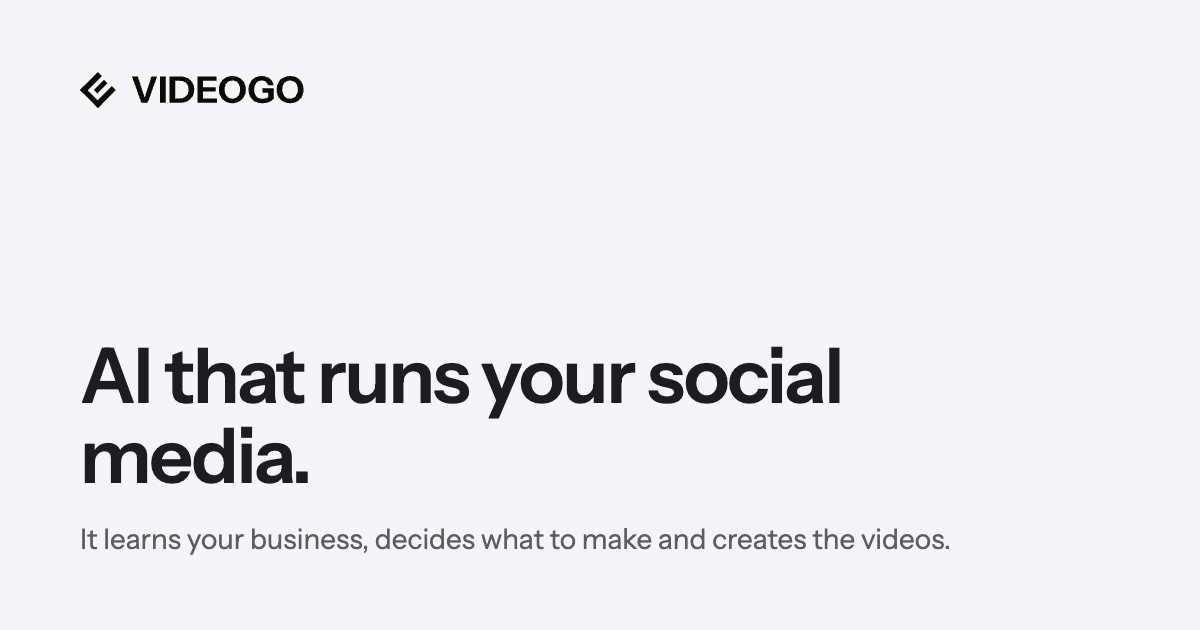 VIDEOGO
AI that runs your social
media.
It learns your business, decides what to make and creates the videos.